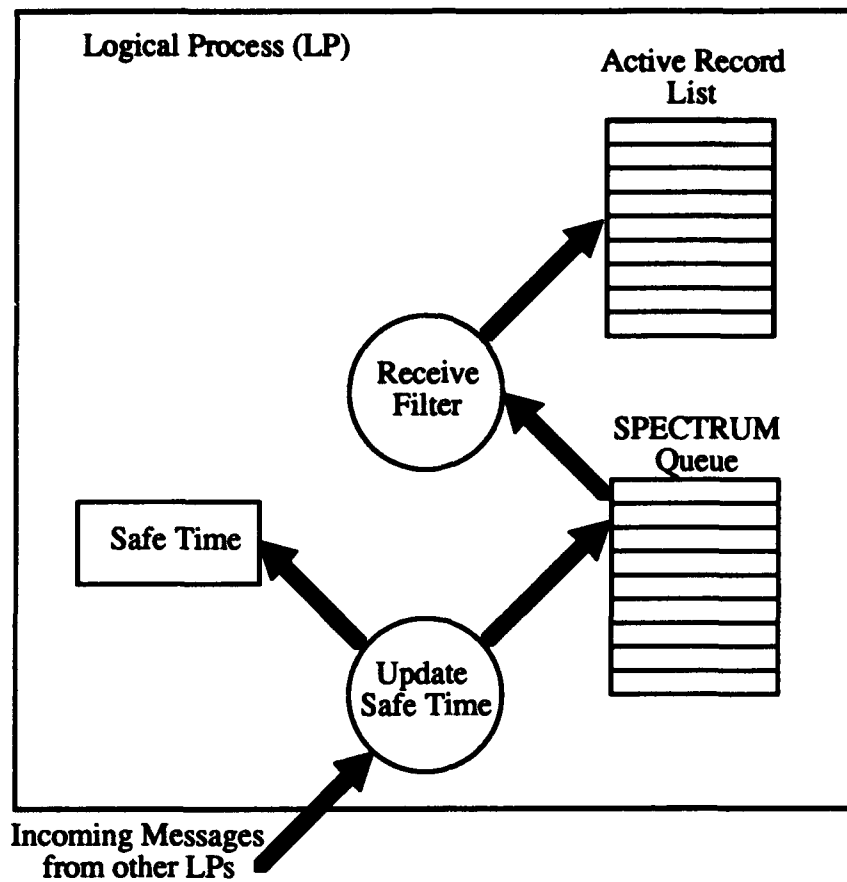 Logical Process (LP)
Active Record
List
Receive
Filter
SPECTRUM
Queue
Safe Time
Update
Safe Time
Incoming Messages
from other LPs